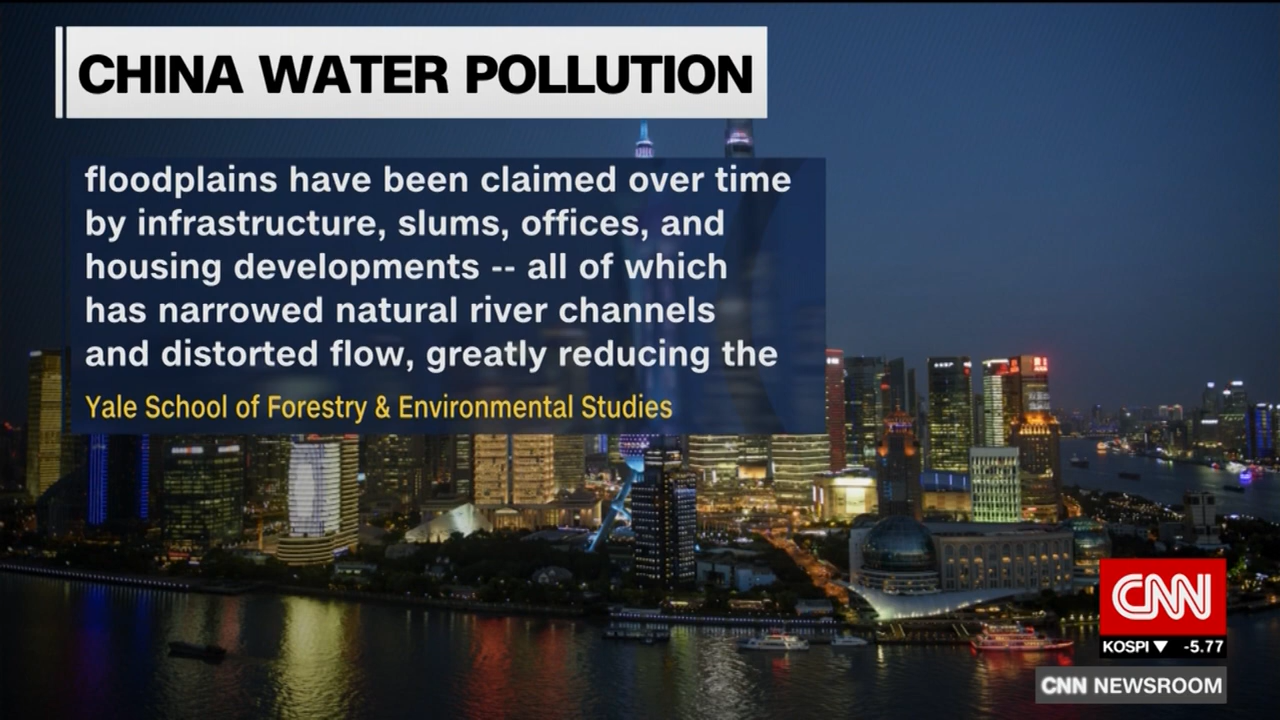 CHINA WATER POLLUTION
floodplains have been claimed over time
by infrastructure, slums, offices, and
housing developments -- all of which
has narrowed natural river channels
and distorted flow, greatly reducing the
Yale School of Forestry & Environmental Studies
CNN
KOSPI ▼ -5.77
CNN NEWSROOM